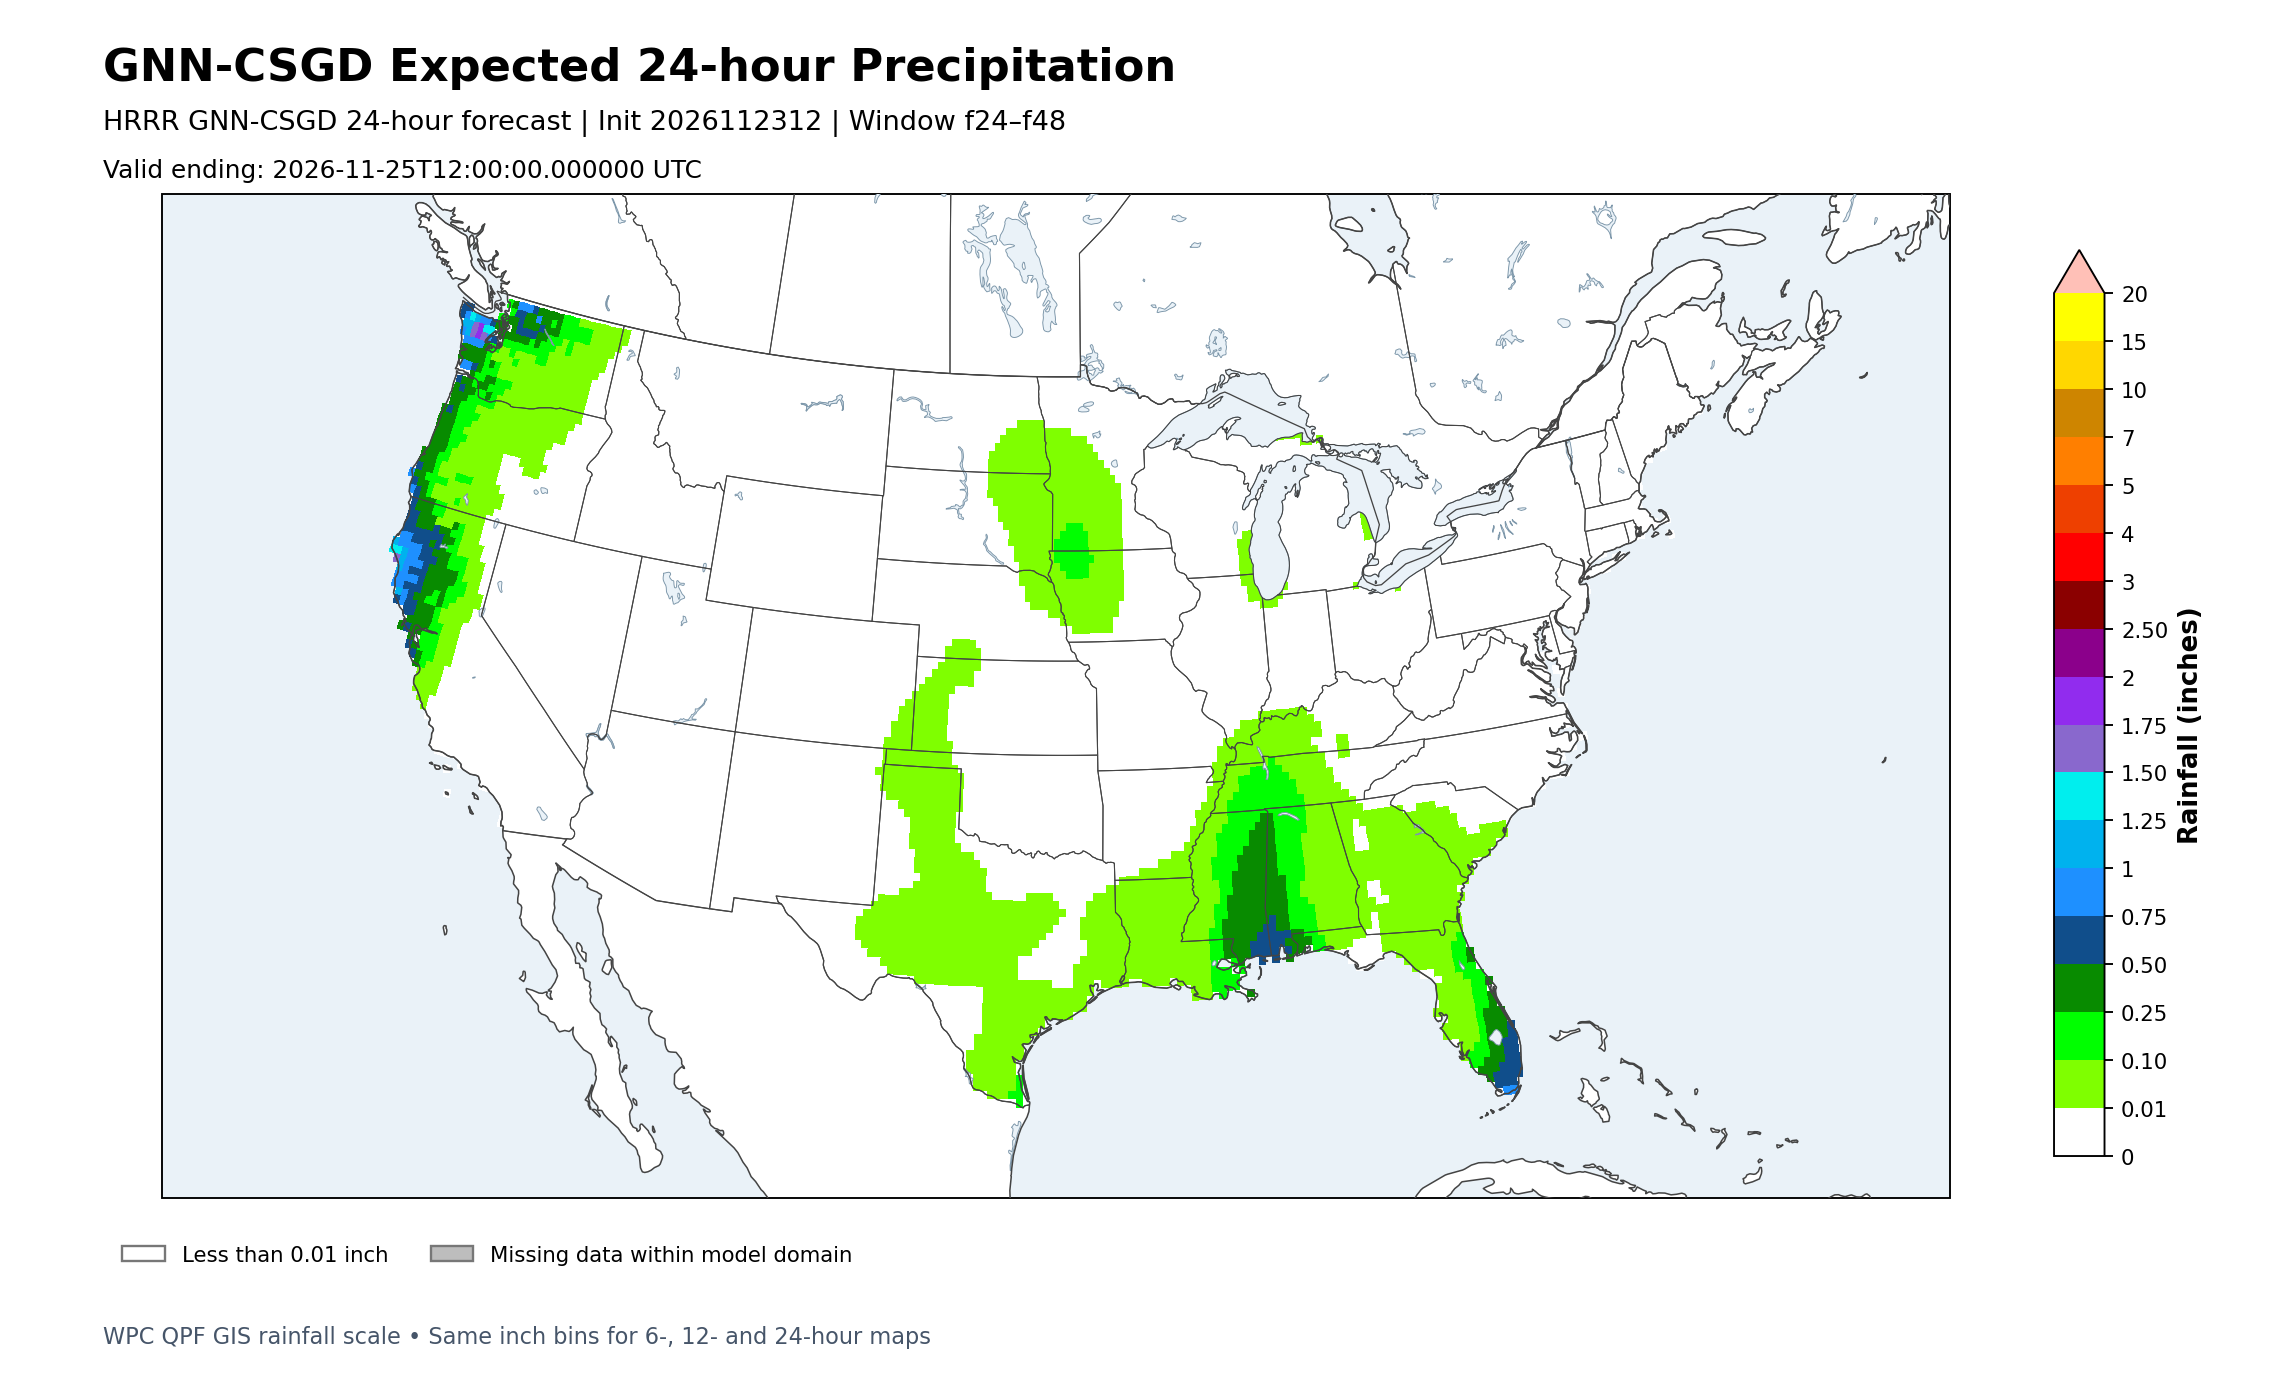 GNN-CSGD Expected 24-hour Precipitation
HRRR GNN-CSGD 24-hour forecast | Init 2026112312 | Window f24–f48
Valid ending: 2026-11-25T12:00:00.000000 UTC
20
15
10
7
5
4
3
2.50
2
1.75
1.50
1.25
1
0.75
0.50
0.25
0.10
0.01
0
Rainfall (inches)
Less than 0.01 inch
Missing data within model domain
WPC QPF GIS rainfall scale • Same inch bins for 6-, 12- and 24-hour maps